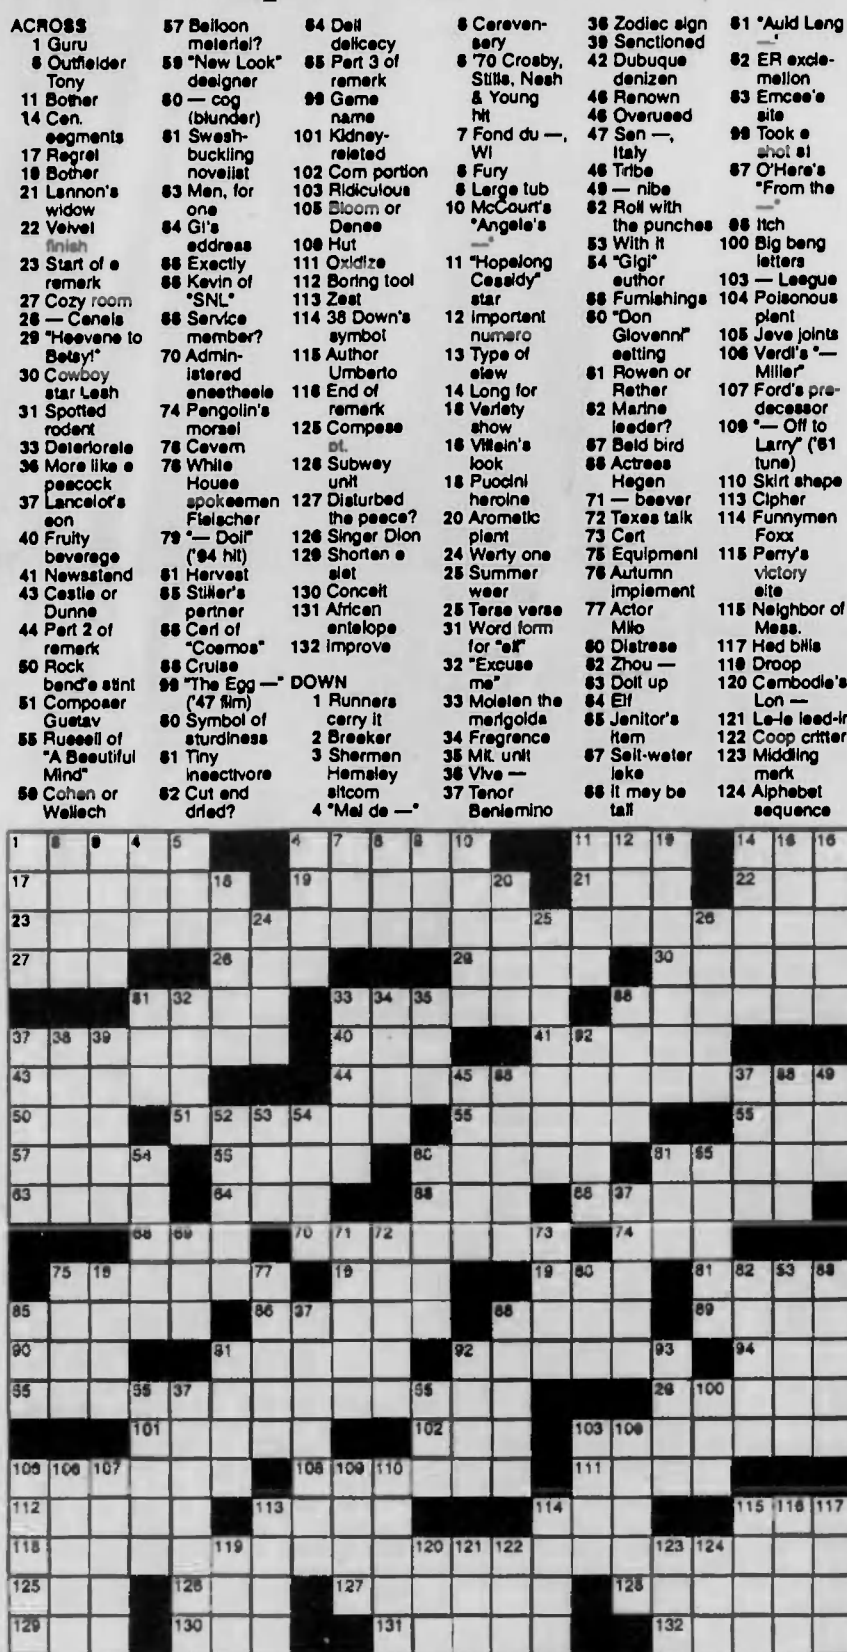 ACROSS
1 Guru
6 Outfielder
Tony
11 Bother
14 Cen.
segments
17 Regret
19 Bother
21 Lennon's
widow
22 Velvet
finish
23 Start of a
remark
27 Cozy room
28 — Canals
29 "Heavens to
Betsy!"
30 Cowboy
star Lash
31 Spotted
rodent
33 Deteriorate
36 More like a
peacock
37 Lancelot's
son
40 Fruity
beverage
41 Newsstand
43 Castle or
Dunne
44 Part 2 of
remark
50 Rock
band's stint
51 Composer
Gustav
55 Russell of
"A Beautiful
Mind"
56 Cohen or
Wallach
57 Balloon
material?
59 "New Look"
designer
60 — cog
(blunder)
61 Swash-
buckling
novelist
63 Man, for
one
64 GI's
address
65 Exactly
66 Kevin of
"SNL"
68 Service
member?
70 Admin-
istered
anesthesia
74 Pangolin's
morsel
75 Cavern
78 White
House
spokesman
Fleischer
79 "— Doll"
('94 hit)
81 Harvest
85 Stiller's
partner
86 Carl of
"Cosmos"
88 Cruise
89 "The Egg —"
('47 film)
90 Symbol of
sturdiness
91 Tiny
insectivore
92 Cut and
dried?
94 Deli
delicacy
95 Part 3 of
remark
99 Game
name
101 Kidney-
related
102 Corn portion
103 Ridiculous
105 Bloom or
Danes
108 Hut
111 Oxidize
112 Boring tool
113 Zest
114 38 Down's
symbol
115 Author
Umberto
118 End of
remark
125 Compass
pt.
126 Subway
unit
127 Disturbed
the peace?
128 Singer Dion
129 Shorten a
slat
130 Conceit
131 African
antelope
132 Improve
DOWN
1 Runners
carry it
2 Breaker
3 Sherman
Hemsley
sitcom
4 "Mal de —"
5 Caravan-
sary
6 '70 Crosby,
Stills, Nash
& Young
hit
7 Fond du —,
WI
8 Fury
9 Large tub
10 McCourt's
"Angela's
—"
11 "Hopalong
Cassidy"
star
12 Important
numero
13 Type of
stew
14 Long for
15 Variety
show
16 Villain's
look
18 Puccini
heroine
20 Aromatic
plant
24 Warty one
25 Summer
wear
26 Terse verse
31 Word form
for "elf"
32 "Excuse
me"
33 Moisten the
marigolds
34 Fragrance
35 Mil. unit
36 Viva —
37 Tenor
Beniamino
38 Zodiac sign
39 Sanctioned
42 Dubuque
denizen
45 Renown
46 Overused
47 San —,
Italy
48 Tribe
49 — nibs
52 Roll with
the punches
53 With it
54 "Gigi"
author
58 Furnishings
60 "Don
Giovanni"
setting
61 Rowan or
Rather
62 Marine
leader?
67 Bald bird
69 Actress
Hagen
71 — beaver
72 Texas talk
73 Cart
75 Equipment
76 Autumn
implement
77 Actor
Milo
80 Distress
82 Zhou —
83 Doll up
84 Elf
85 Janitor's
item
87 Salt-water
lake
88 It may be
tall
91 "Auld Lang
—"
92 ER excla-
mation
93 Emcee's
site
96 Took a
shot at
97 O'Hara's
"From the
—"
98 Itch
100 Big bang
letters
103 — League
104 Poisonous
plant
105 Java joints
106 Verdi's "—
Miller"
107 Ford's pre-
decessor
109 "— Off to
Larry" ('61
tune)
110 Skirt shape
113 Cipher
114 Funnyman
Foxx
115 Perry's
victory
site
116 Neighbor of
Mass.
117 Had bills
119 Droop
120 Cambodia's
Lon —
121 La-la lead-in
122 Coop critter
123 Middling
mark
124 Alphabet
sequence